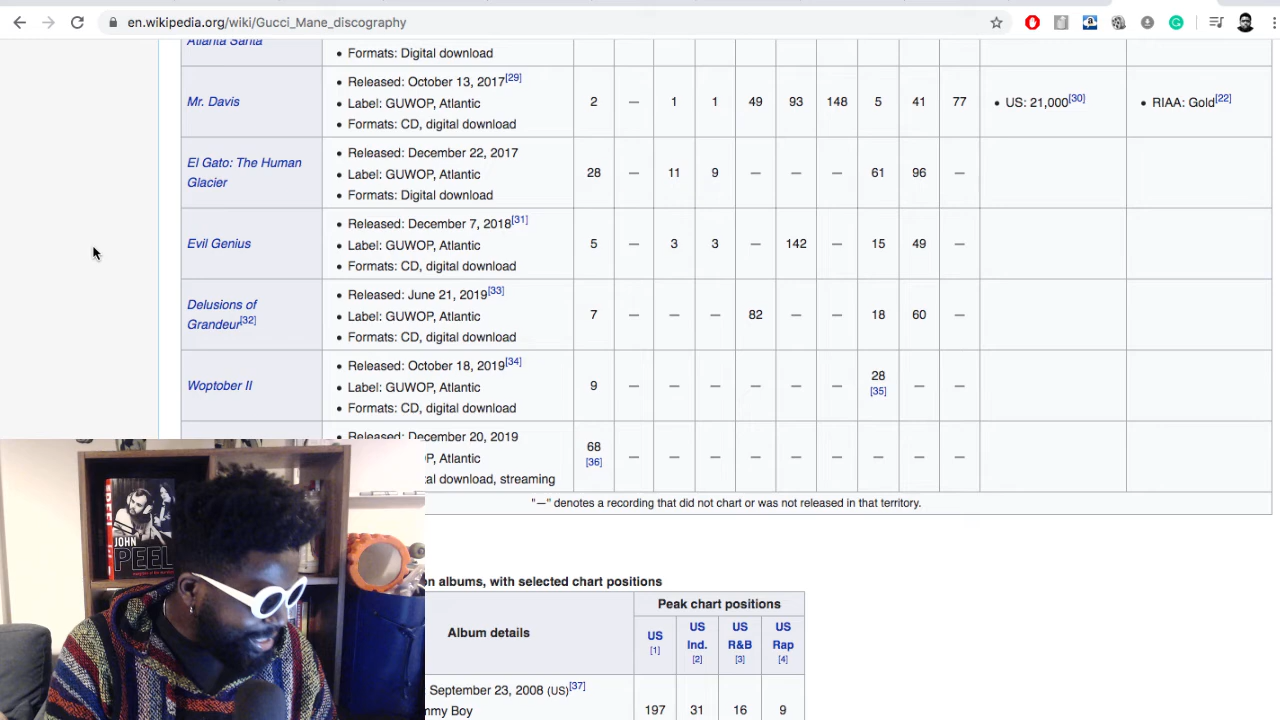 en.wikipedia.org/wiki/Gucci_Mane_discography
Atlanta Santa
• Formats: Digital download
Mr. Davis
• Released: October 13, 2017[29]
• Label: GUWOP, Atlantic
• Formats: CD, digital download
2 — 1 1 49 93 148 5 41 77
• US: 21,000[30]
• RIAA: Gold[22]
El Gato: The Human
Glacier
• Released: December 22, 2017
• Label: GUWOP, Atlantic
• Formats: Digital download
28 — 11 9 — — — 61 96 —
Evil Genius
• Released: December 7, 2018[31]
• Label: GUWOP, Atlantic
• Formats: CD, digital download
5 — 3 3 — 142 — 15 49 —
Delusions of
Grandeur[32]
• Released: June 21, 2019[33]
• Label: GUWOP, Atlantic
• Formats: CD, digital download
7 — — — 82 — — 18 60 —
Woptober II
• Released: October 18, 2019[34]
• Label: GUWOP, Atlantic
• Formats: CD, digital download
9 — — — — — — 28 [35] — —
Released: December 20, 2019
OP, Atlantic
tal download, streaming
68 [36] — — — — — — — — —
"—" denotes a recording that did not chart or was not released in that territory.
on albums, with selected chart positions
Album details
Peak chart positions
US [1]
US Ind. [2]
US R&B [3]
US Rap [4]
: September 23, 2008 (US)[37]
mmy Boy
197 31 16 9
JOHN
PEEL